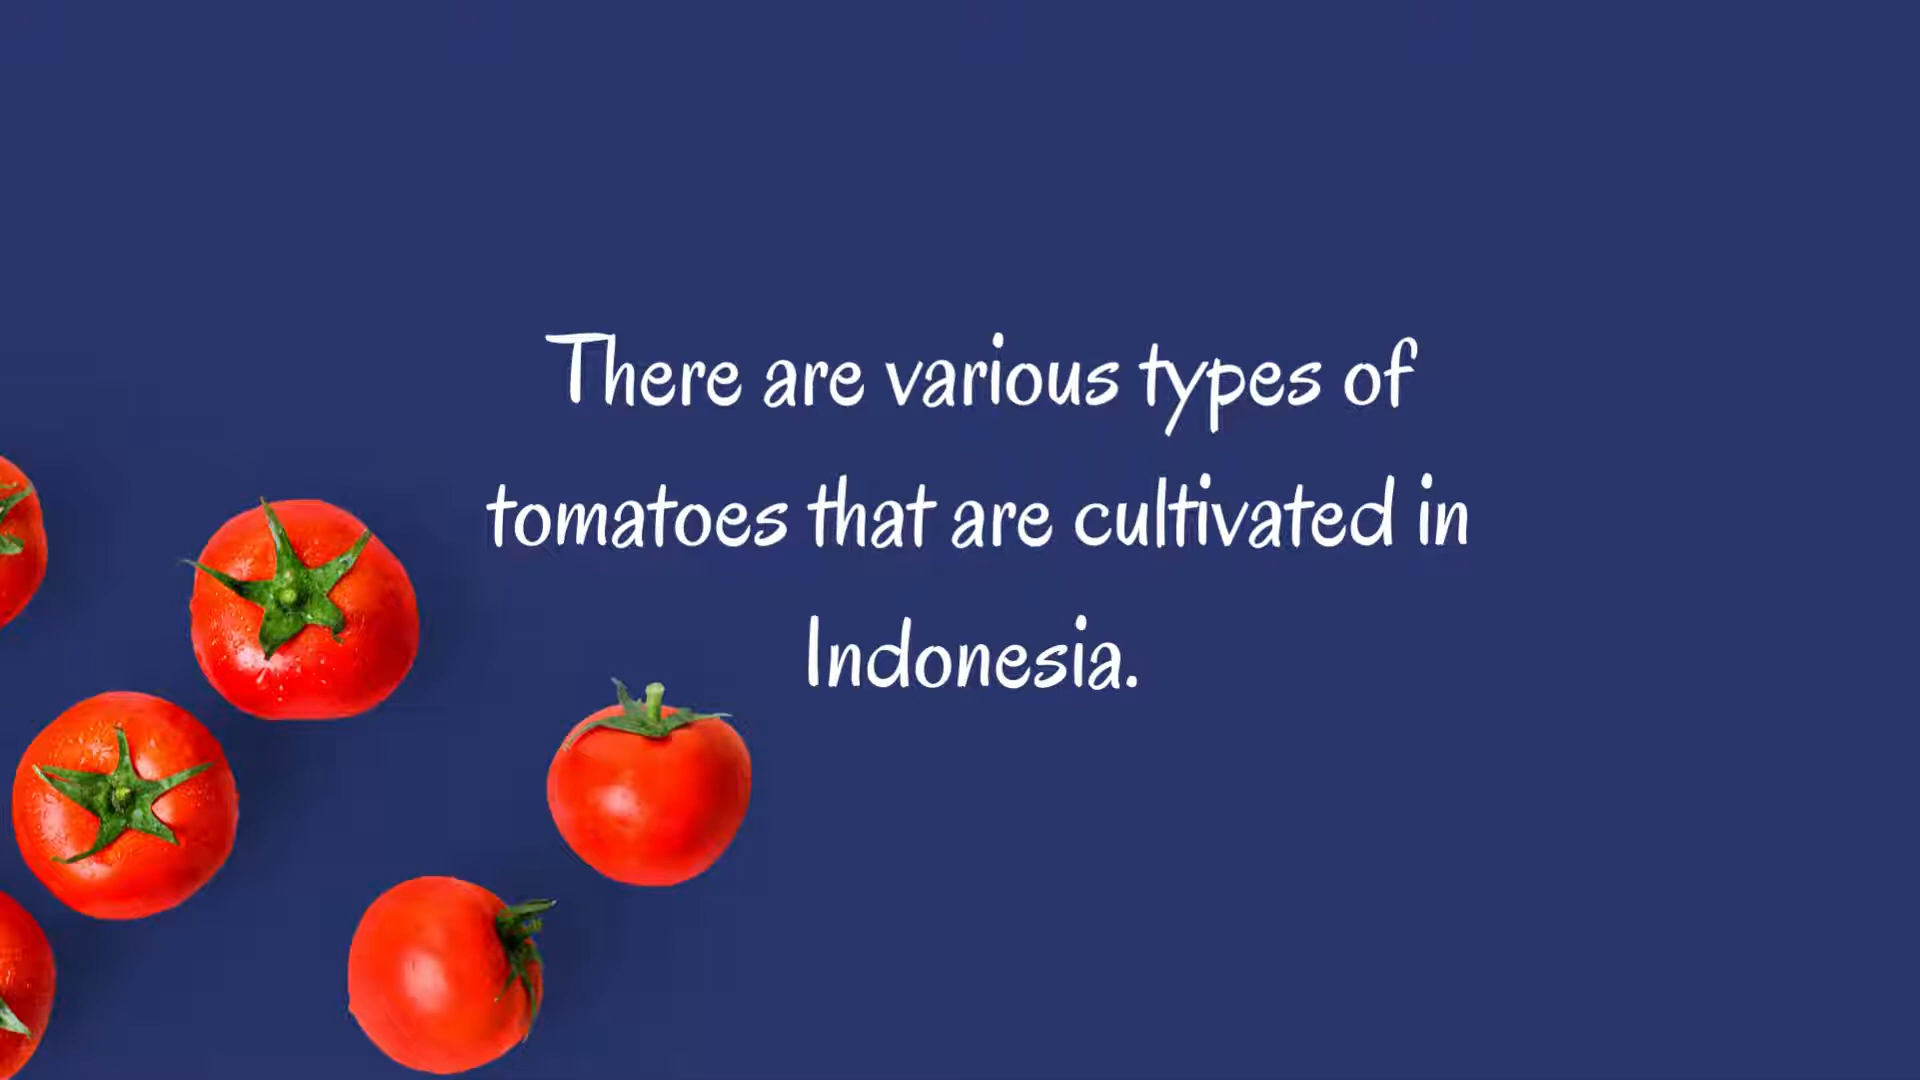 There are various types of
tomatoes that are cultivated in
Indonesia.